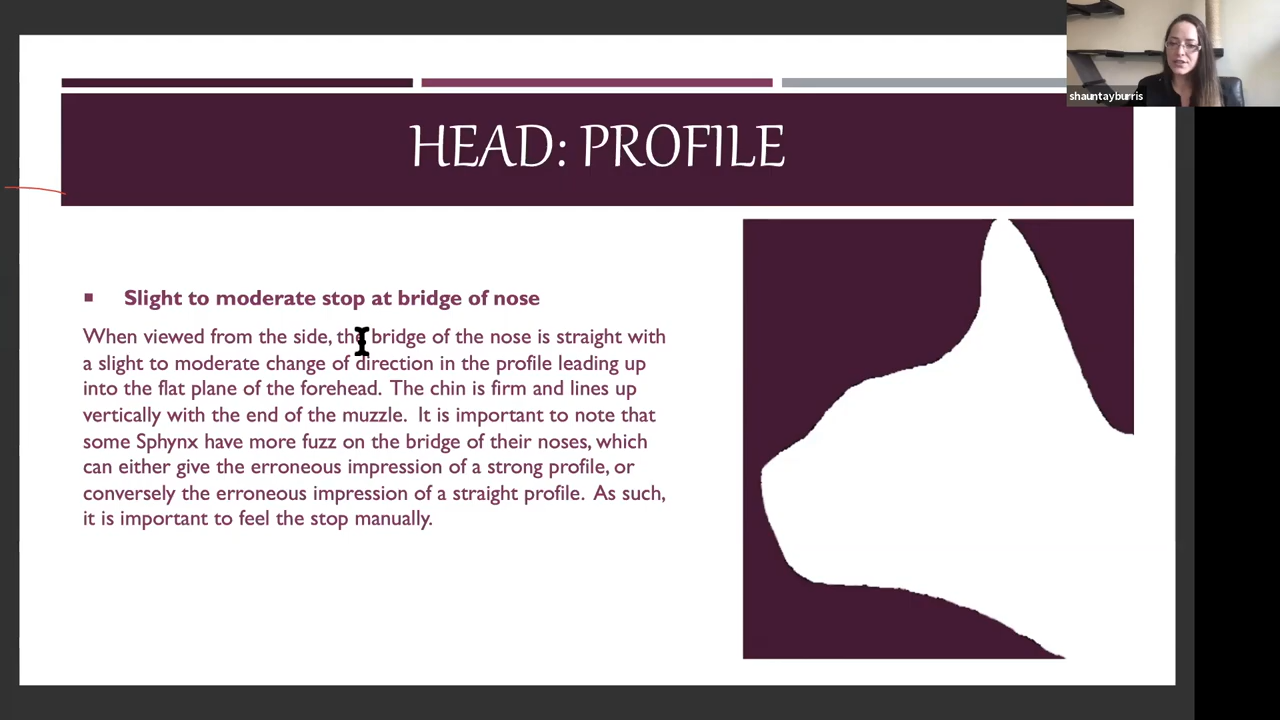 shauntayburris
HEAD: PROFILE
Slight to moderate stop at bridge of nose
When viewed from the side, the bridge of the nose is straight with
a slight to moderate change of direction in the profile leading up
into the flat plane of the forehead. The chin is firm and lines up
vertically with the end of the muzzle. It is important to note that
some Sphynx have more fuzz on the bridge of their noses, which
can either give the erroneous impression of a strong profile, or
conversely the erroneous impression of a straight profile. As such,
it is important to feel the stop manually.